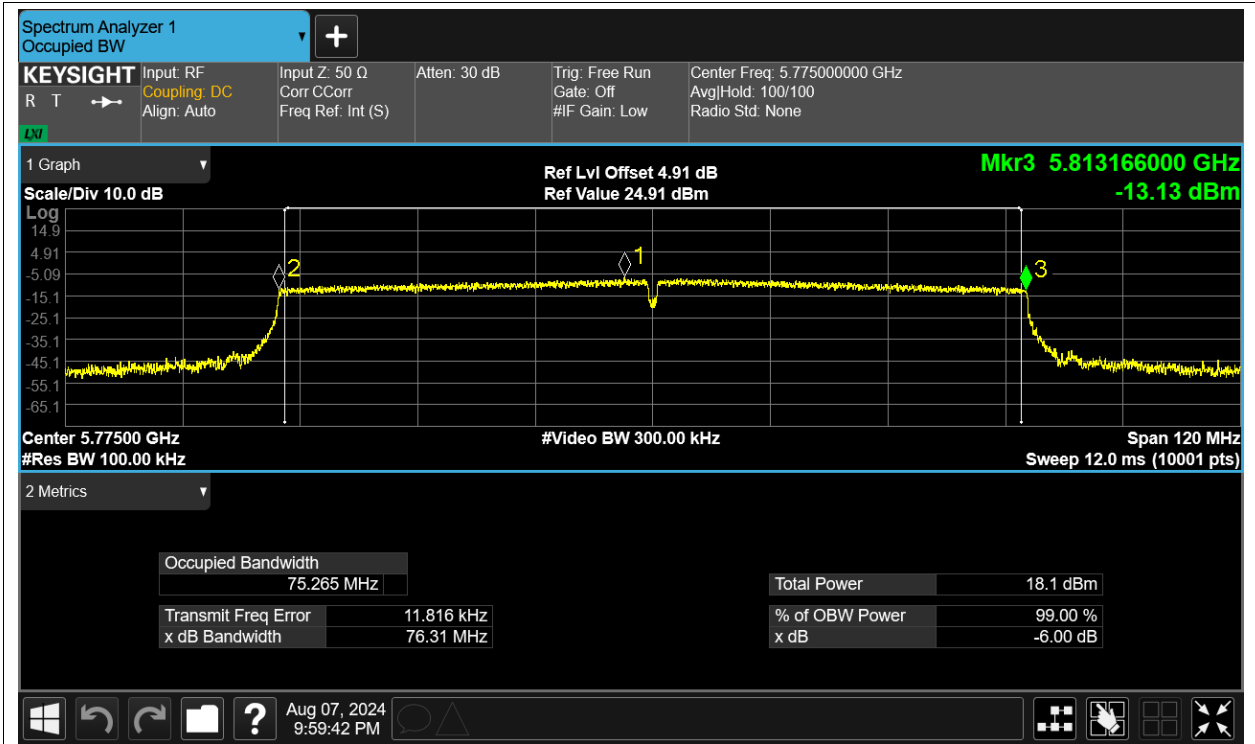 Spectrum Analyzer 1
Occupied BW
KEYSIGHT
R T
LXI
Input: RF
Coupling: DC
Align: Auto
Input Z: 50 Ω
Corr CCorr
Freq Ref: Int (S)
Atten: 30 dB
Trig: Free Run
Gate: Off
#IF Gain: Low
Center Freq: 5.775000000 GHz
Avg|Hold: 100/100
Radio Std: None
1 Graph
Scale/Div 10.0 dB
Ref Lvl Offset 4.91 dB
Ref Value 24.91 dBm
Mkr3 5.813166000 GHz
-13.13 dBm
Log
14.9
4.91
-5.09
-15.1
-25.1
-35.1
-45.1
-55.1
-65.1
2
1
3
Center 5.77500 GHz
#Res BW 100.00 kHz
#Video BW 300.00 kHz
Span 120 MHz
Sweep 12.0 ms (10001 pts)
2 Metrics
Occupied Bandwidth
75.265 MHz
Transmit Freq Error 11.816 kHz
x dB Bandwidth 76.31 MHz
Total Power 18.1 dBm
% of OBW Power 99.00 %
x dB -6.00 dB
?
Aug 07, 2024
9:59:42 PM